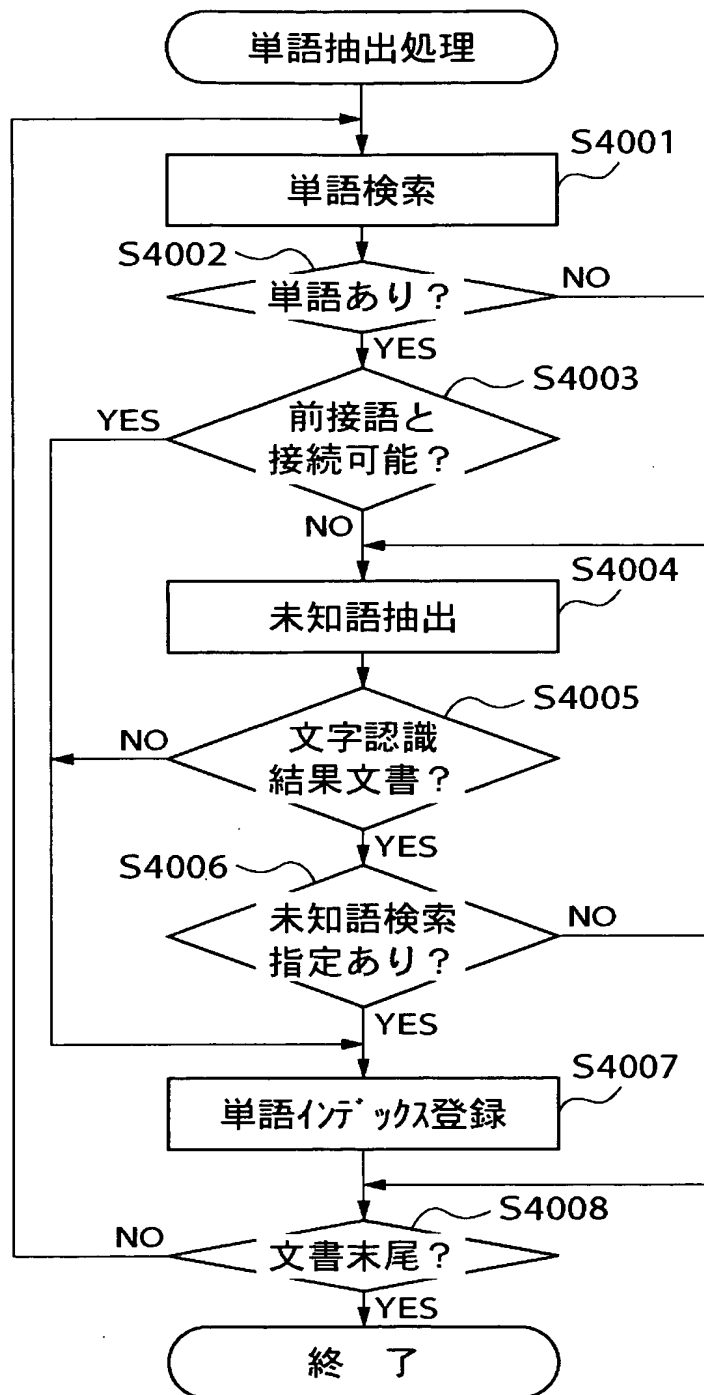 単語抽出処理
S4001
単語検索
S4002
単語あり？
NO
YES
S4003
YES
前接語と
接続可能？
NO
S4004
未知語抽出
S4005
NO
文字認識
結果文書？
YES
S4006
未知語検索
指定あり？
NO
YES
S4007
単語ｲﾝﾃﾞｯｸｽ登録
S4008
NO
文書末尾？
YES
終 了